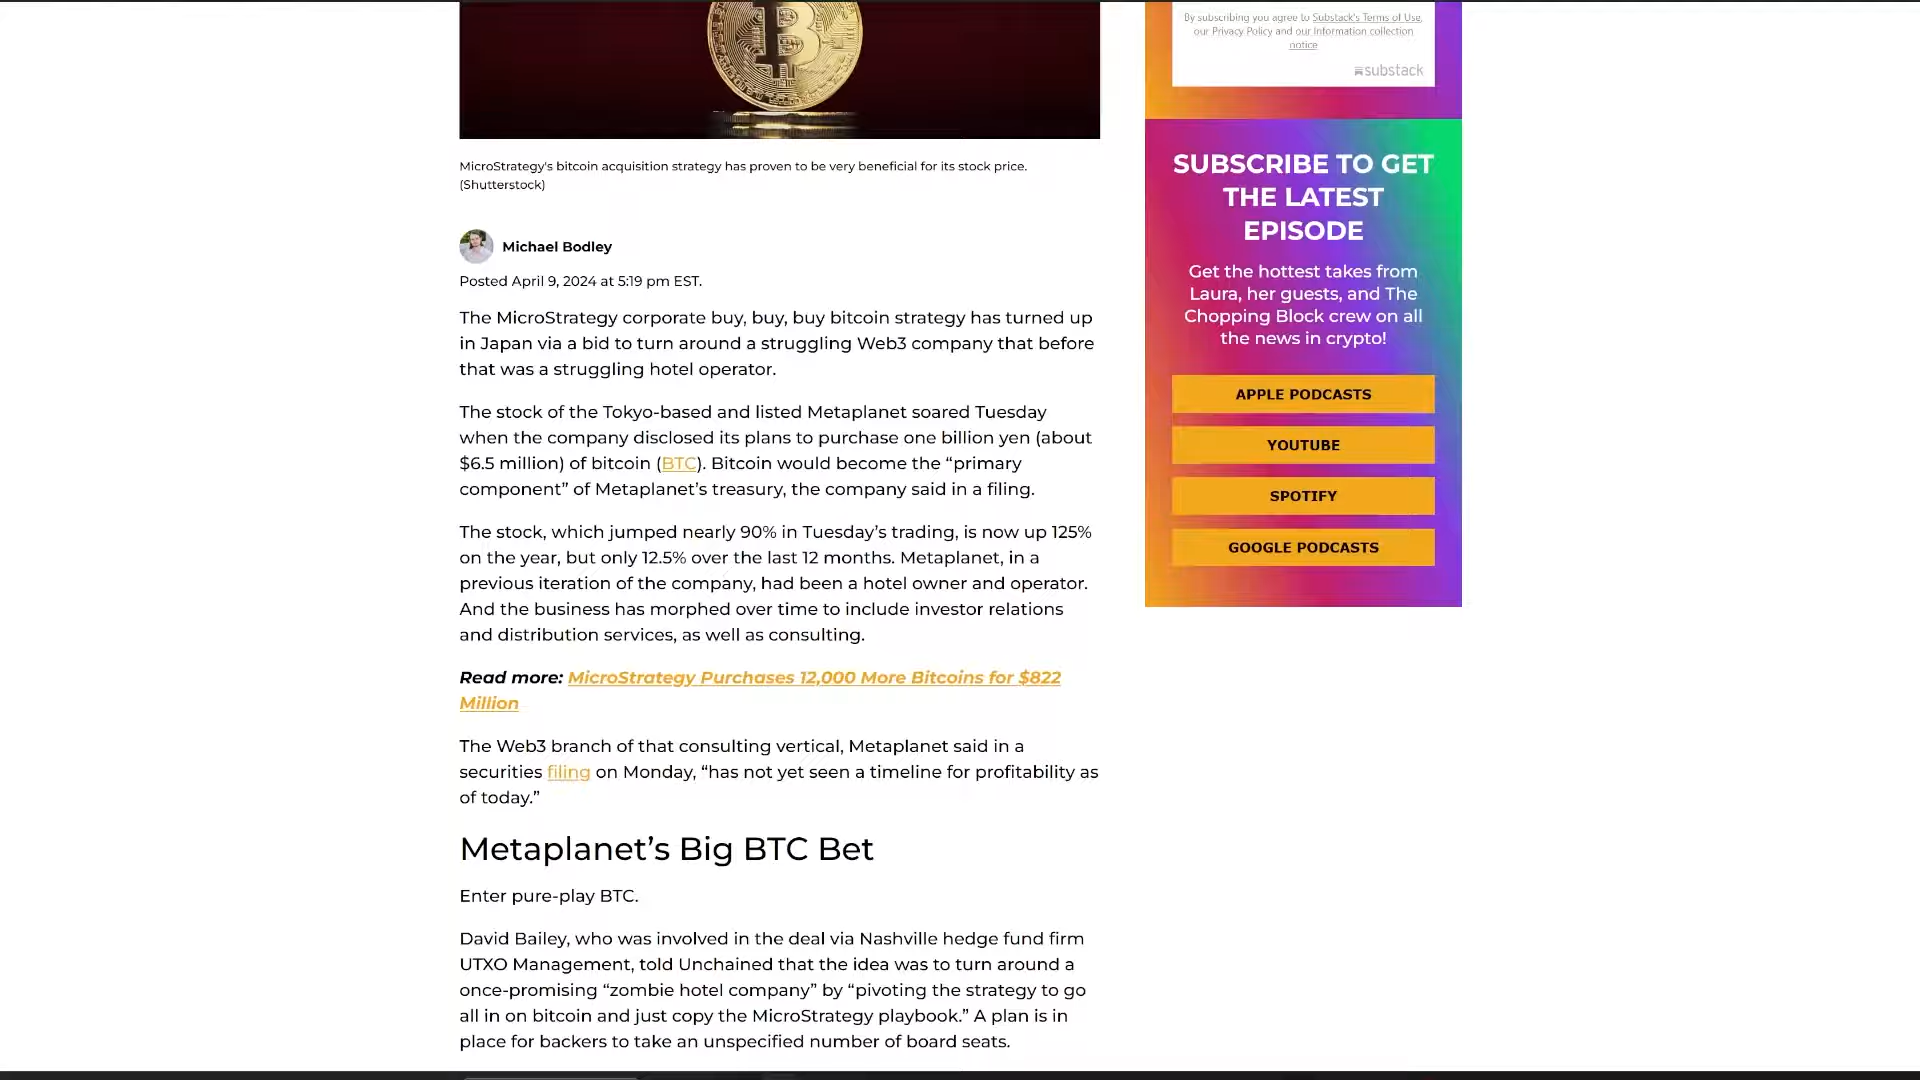 MicroStrategy's bitcoin acquisition strategy has proven to be very beneficial for its stock price.
(Shutterstock)
Michael Bodley
Posted April 9, 2024 at 5:19 pm EST.
The MicroStrategy corporate buy, buy, buy bitcoin strategy has turned up
in Japan via a bid to turn around a struggling Web3 company that before
that was a struggling hotel operator.
The stock of the Tokyo-based and listed Metaplanet soared Tuesday
when the company disclosed its plans to purchase one billion yen (about
$6.5 million) of bitcoin (BTC). Bitcoin would become the “primary
component” of Metaplanet’s treasury, the company said in a filing.
The stock, which jumped nearly 90% in Tuesday’s trading, is now up 125%
on the year, but only 12.5% over the last 12 months. Metaplanet, in a
previous iteration of the company, had been a hotel owner and operator.
And the business has morphed over time to include investor relations
and distribution services, as well as consulting.
Read more: MicroStrategy Purchases 12,000 More Bitcoins for $822
Million
The Web3 branch of that consulting vertical, Metaplanet said in a
securities filing on Monday, “has not yet seen a timeline for profitability as
of today.”
Metaplanet’s Big BTC Bet
Enter pure-play BTC.
David Bailey, who was involved in the deal via Nashville hedge fund firm
UTXO Management, told Unchained that the idea was to turn around a
once-promising “zombie hotel company” by “pivoting the strategy to go
all in on bitcoin and just copy the MicroStrategy playbook.” A plan is in
place for backers to take an unspecified number of board seats.
By subscribing you agree to Substack's Terms of Use,
our Privacy Policy and our Information collection
notice
substack
SUBSCRIBE TO GET
THE LATEST
EPISODE
Get the hottest takes from
Laura, her guests, and The
Chopping Block crew on all
the news in crypto!
APPLE PODCASTS
YOUTUBE
SPOTIFY
GOOGLE PODCASTS